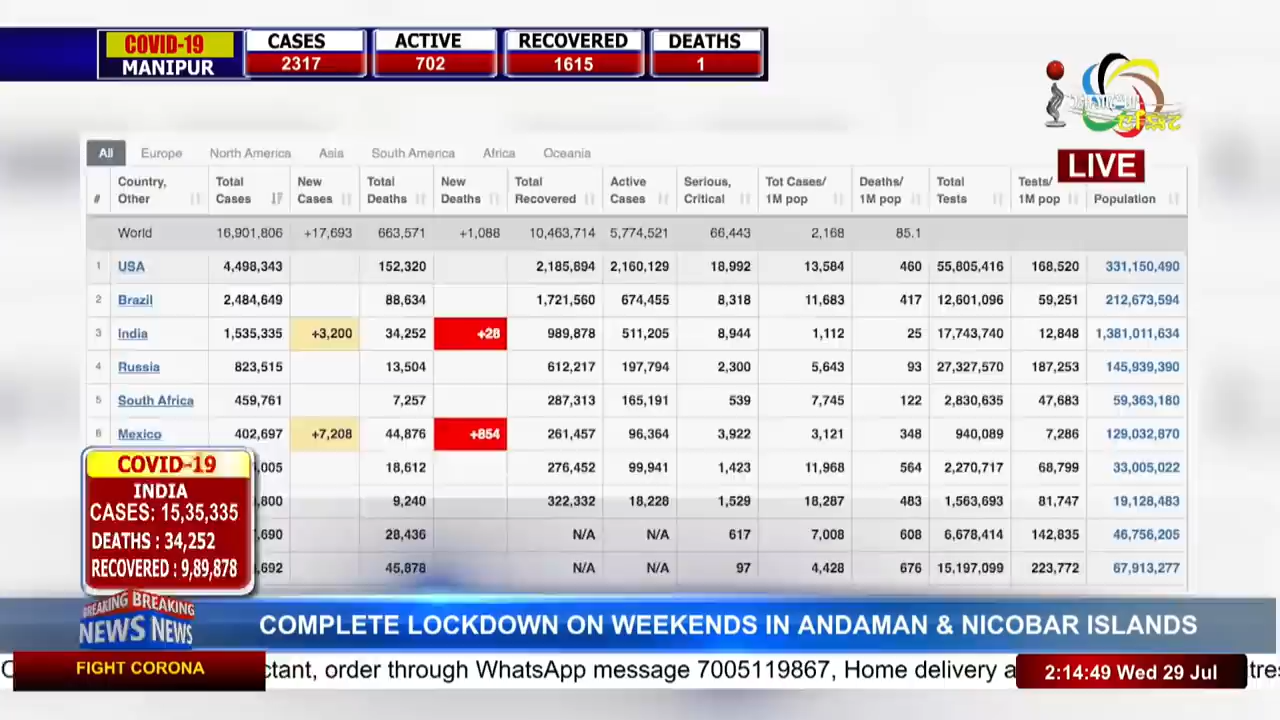 COVID-19 CASES ACTIVE RECOVERED DEATHS
MANIPUR 2317 702 1615 1
LIVE
All Europe North America Asia South America Africa Oceania
# Country, Other Total Cases New Cases Total Deaths New Deaths Total Recovered Active Cases Serious, Critical Tot Cases/ 1M pop Deaths/ 1M pop Total Tests Tests/ 1M pop Population
World 16,901,806 +17,693 663,571 +1,088 10,463,714 5,774,521 66,443 2,168 85.1
1 USA 4,498,343 152,320 2,185,894 2,160,129 18,992 13,584 460 55,805,416 168,520 331,150,490
2 Brazil 2,484,649 88,634 1,721,560 674,455 8,318 11,683 417 12,601,096 59,251 212,673,594
3 India 1,535,335 +3,200 34,252 +28 989,878 511,205 8,944 1,112 25 17,743,740 12,848 1,381,011,634
4 Russia 823,515 13,504 612,217 197,794 2,300 5,643 93 27,327,570 187,253 145,939,390
5 South Africa 459,761 7,257 287,313 165,191 539 7,745 122 2,830,635 47,683 59,363,180
6 Mexico 402,697 +7,208 44,876 +854 261,457 96,364 3,922 3,121 348 940,089 7,286 129,032,870
,005 18,612 276,452 99,941 1,423 11,968 564 2,270,717 68,799 33,005,022
,800 9,240 322,332 18,228 1,529 18,287 483 1,563,693 81,747 19,128,483
,690 28,436 N/A N/A 617 7,008 608 6,678,414 142,835 46,756,205
,692 45,878 N/A N/A 97 4,428 676 15,197,099 223,772 67,913,277
COVID-19
INDIA
CASES: 15,35,335
DEATHS : 34,252
RECOVERED : 9,89,878
BREAKING BREAKING
NEWS NEWS
COMPLETE LOCKDOWN ON WEEKENDS IN ANDAMAN & NICOBAR ISLANDS
FIGHT CORONA
ctant, order through WhatsApp message 7005119867, Home delivery a
2:14:49 Wed 29 Jul